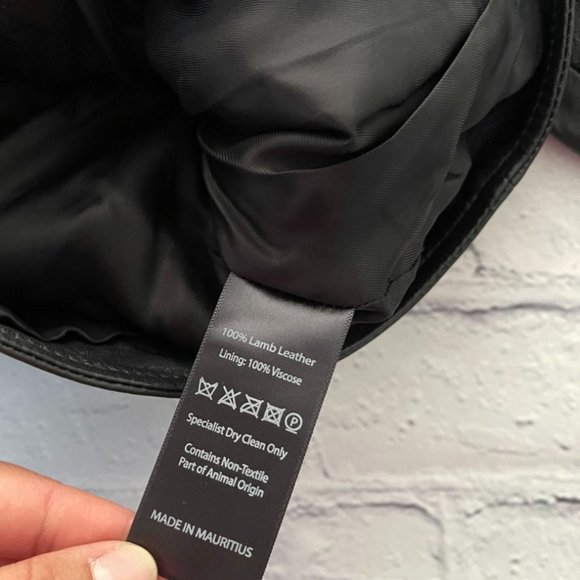 100% Lamb Leather
Lining: 100% Viscose
P
Specialist Dry Clean Only
Contains Non-Textile
Part of Animal Origin
MADE IN MAURITIUS